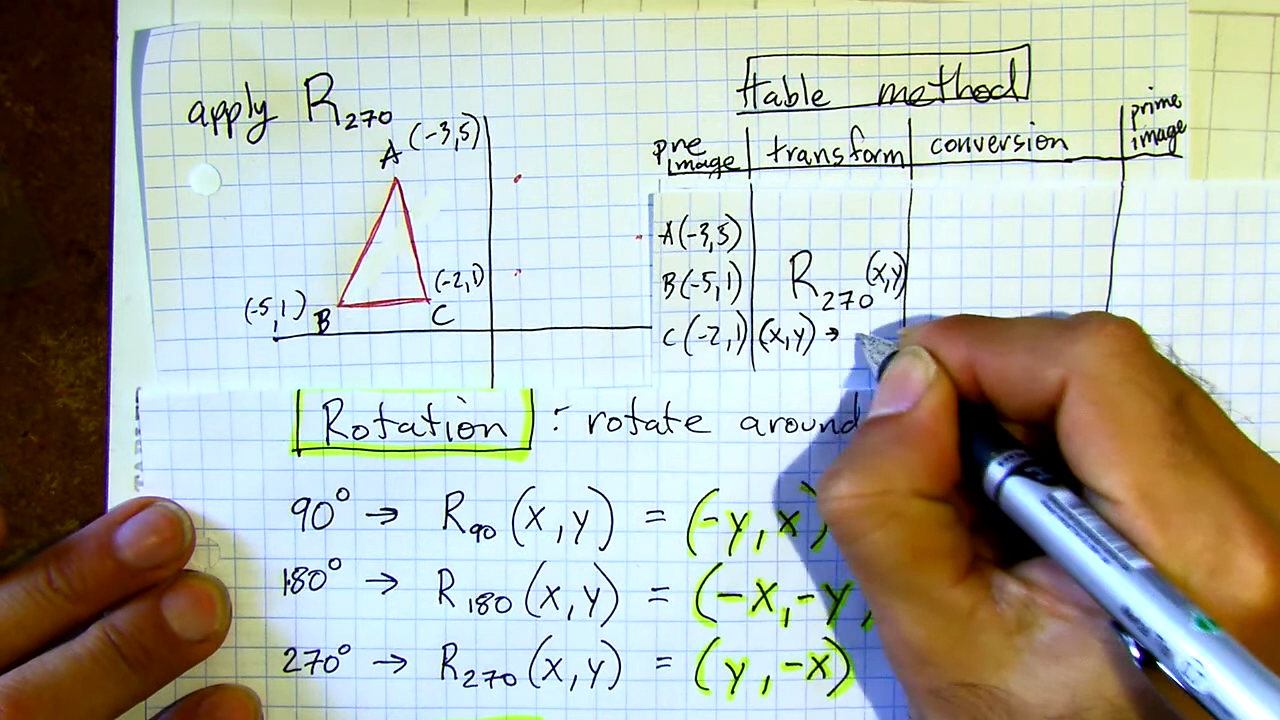 apply R270
A (-3,5)
(-2,1)
(-5,1) B
C
table method
pre image
transform
conversion
prime image
A(-3,5)
B(-5,1)
C(-2,1)
R270(x,y)
(x,y) →
Rotation : rotate around
90° → R90(x,y) = (-y,x)
180° → R180(x,y) = (-x,-y)
270° → R270(x,y) = (y,-x)